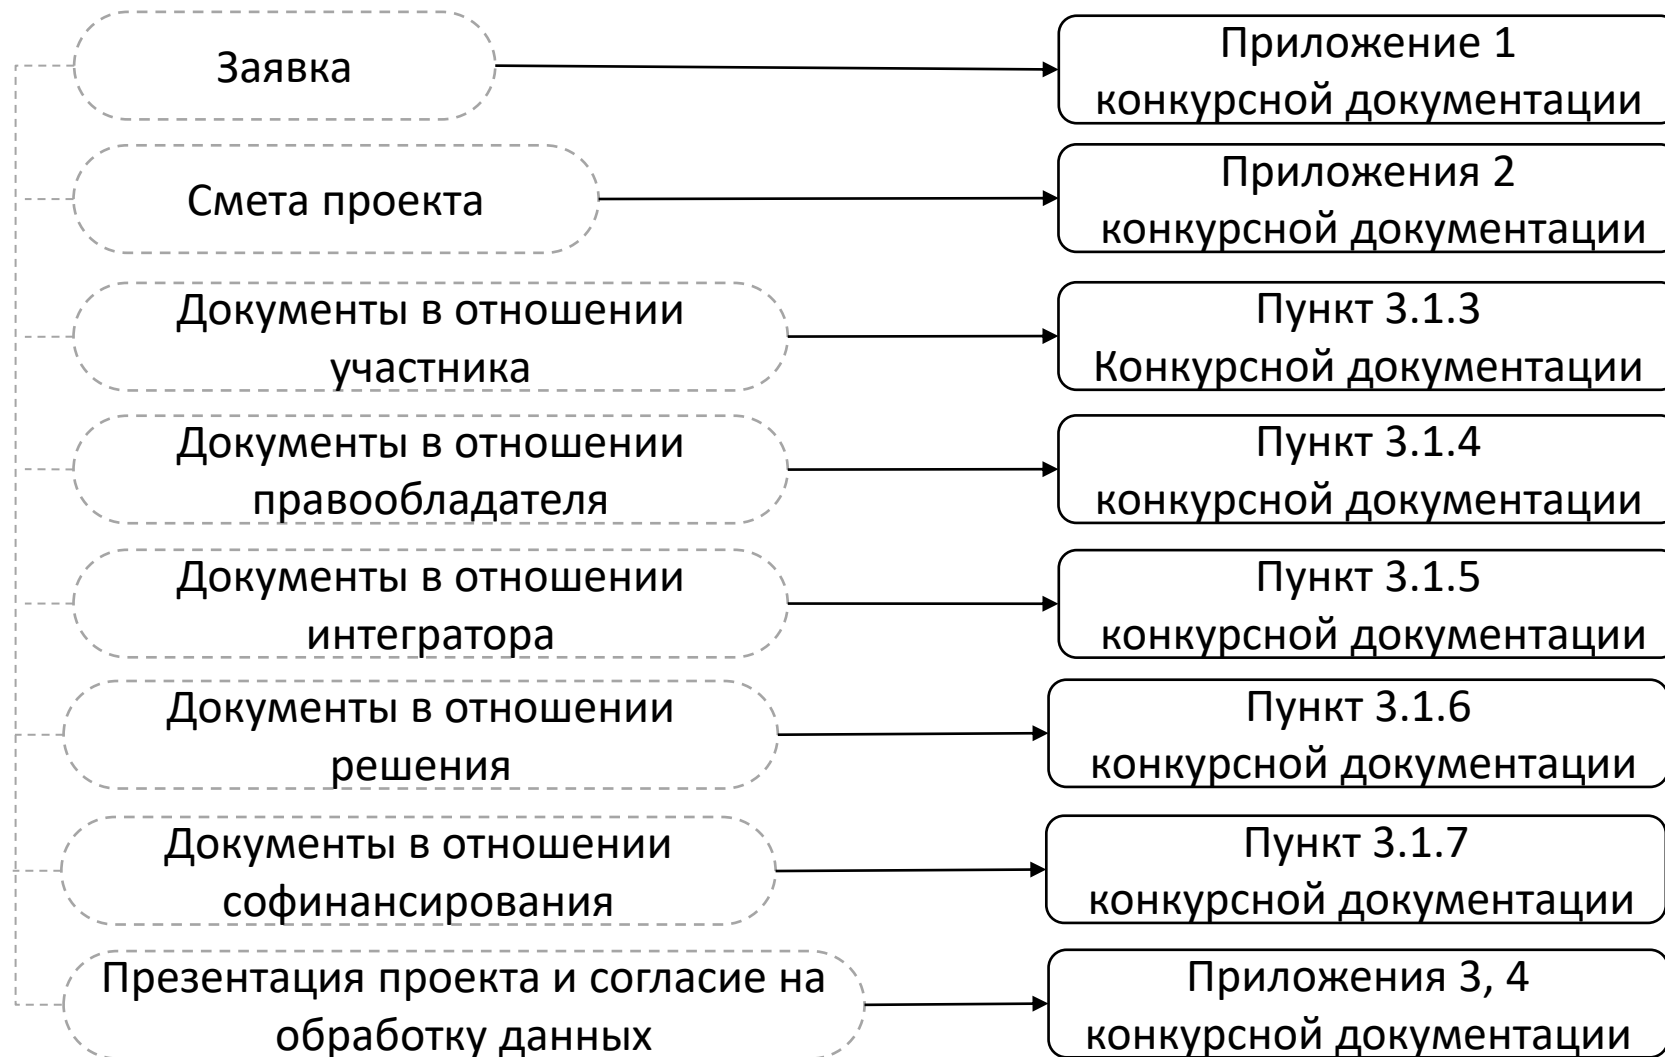 Заявка
Приложение 1
конкурсной документации
Смета проекта
Приложения 2
конкурсной документации
Документы в отношении
участника
Пункт 3.1.3
Конкурсной документации
Документы в отношении
правообладателя
Пункт 3.1.4
конкурсной документации
Документы в отношении
интегратора
Пункт 3.1.5
конкурсной документации
Документы в отношении
решения
Пункт 3.1.6
конкурсной документации
Документы в отношении
софинансирования
Пункт 3.1.7
конкурсной документации
Презентация проекта и согласие на
обработку данных
Приложения 3, 4
конкурсной документации